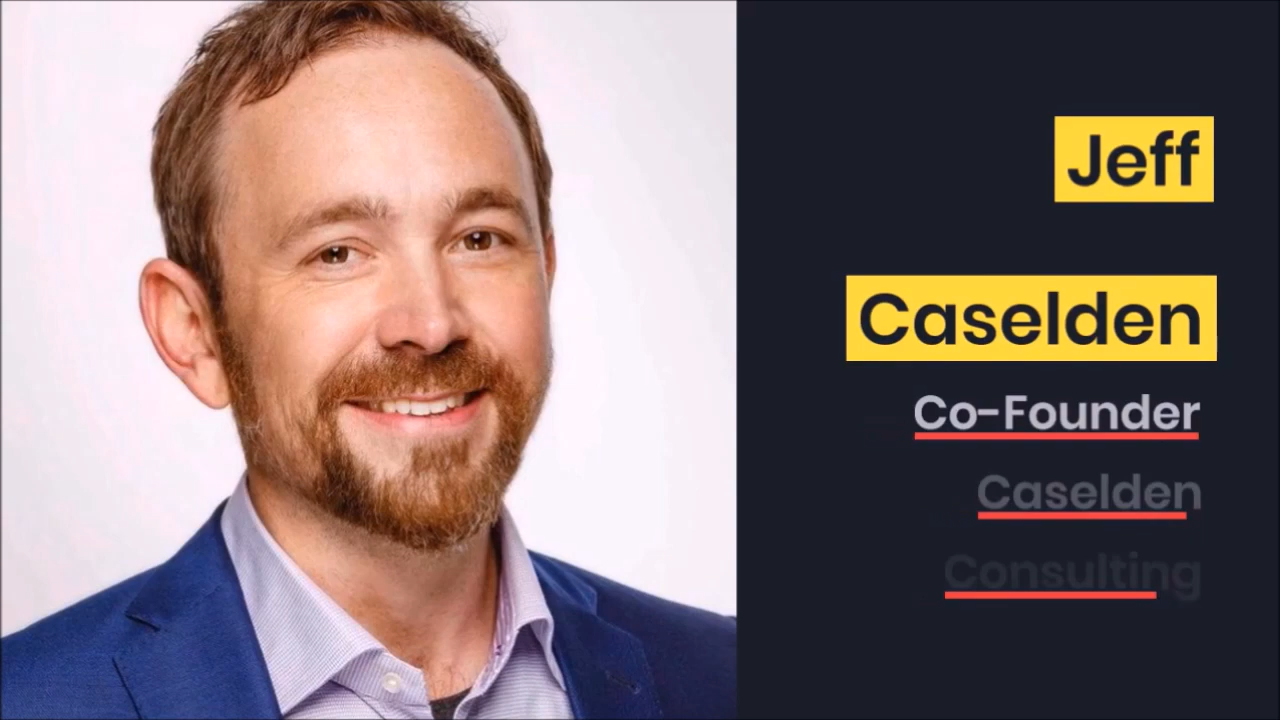 Jeff
Caselden
Co-Founder
Caselden
Consulting